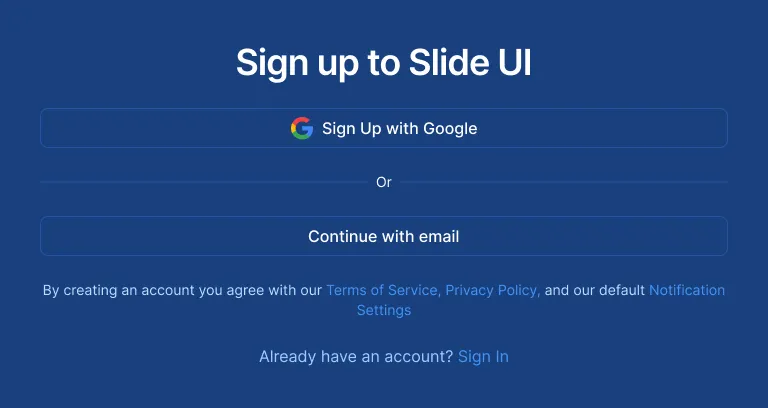 Sign up to Slide UI
Sign Up with Google
Or
Continue with email
By creating an account you agree with our Terms of Service, Privacy Policy, and our default Notification
Settings
Already have an account? Sign In